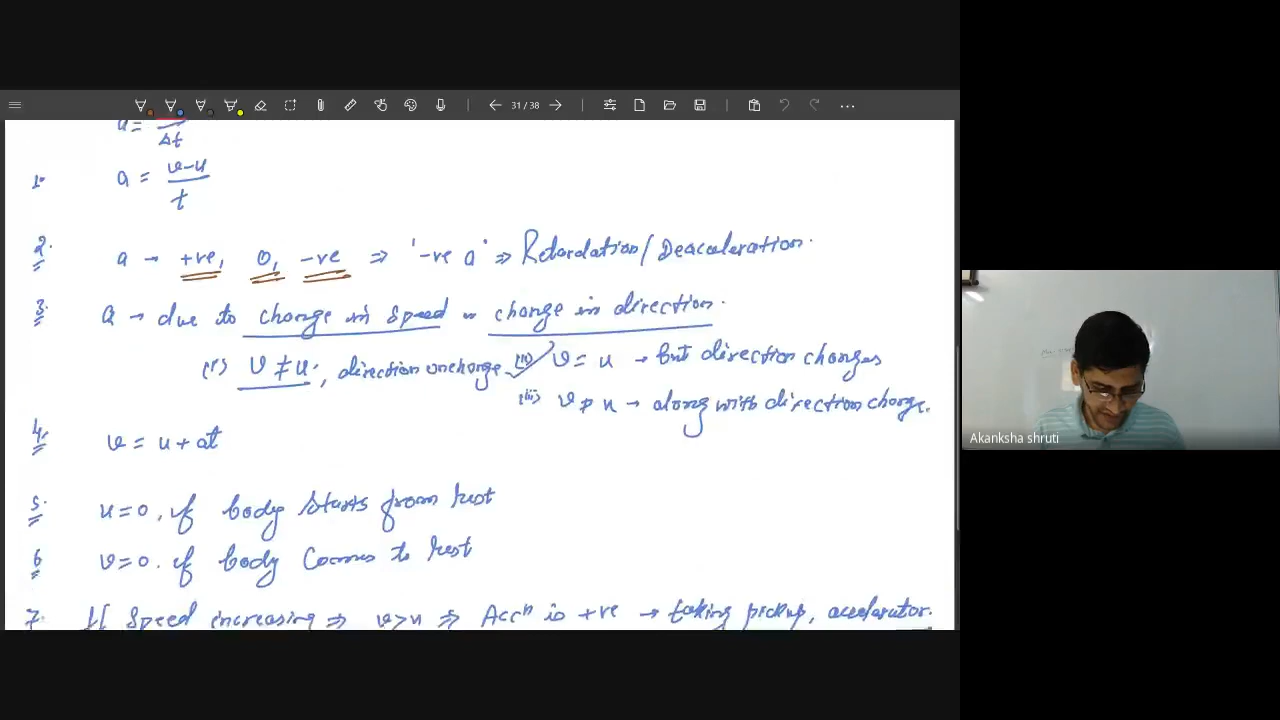 31 / 38
a = —
Δt
1. a = v-u
t
2. a → +ve, 0, -ve ⇒ '-ve a' ⇒ Retardation/Deacceleration.
3. a → due to change in speed or change in direction.
(i) v ≠ u, direction unchange (ii) v = u → but direction changes
(iii) v ≠ u → along with direction change.
4. v = u + at
5. u = 0, if body starts from rest
6 v = 0. if body Comes to rest
7. If Speed increasing ⇒ v > u ⇒ Accⁿ is +ve → taking pickup, accelerator.
Akanksha shruti